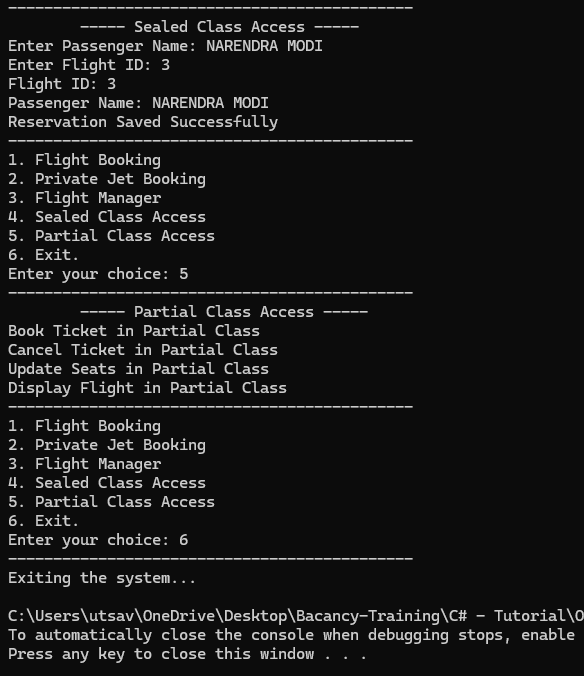 ---------------------------------------------
----- Sealed Class Access -----
Enter Passenger Name: NARENDRA MODI
Enter Flight ID: 3
Flight ID: 3
Passenger Name: NARENDRA MODI
Reservation Saved Successfully
---------------------------------------------
1. Flight Booking
2. Private Jet Booking
3. Flight Manager
4. Sealed Class Access
5. Partial Class Access
6. Exit.
Enter your choice: 5
---------------------------------------------
----- Partial Class Access -----
Book Ticket in Partial Class
Cancel Ticket in Partial Class
Update Seats in Partial Class
Display Flight in Partial Class
---------------------------------------------
1. Flight Booking
2. Private Jet Booking
3. Flight Manager
4. Sealed Class Access
5. Partial Class Access
6. Exit.
Enter your choice: 6
---------------------------------------------
Exiting the system...
C:\Users\utsav\OneDrive\Desktop\Bacancy-Training\C# - Tutorial\O
To automatically close the console when debugging stops, enable
Press any key to close this window . . .